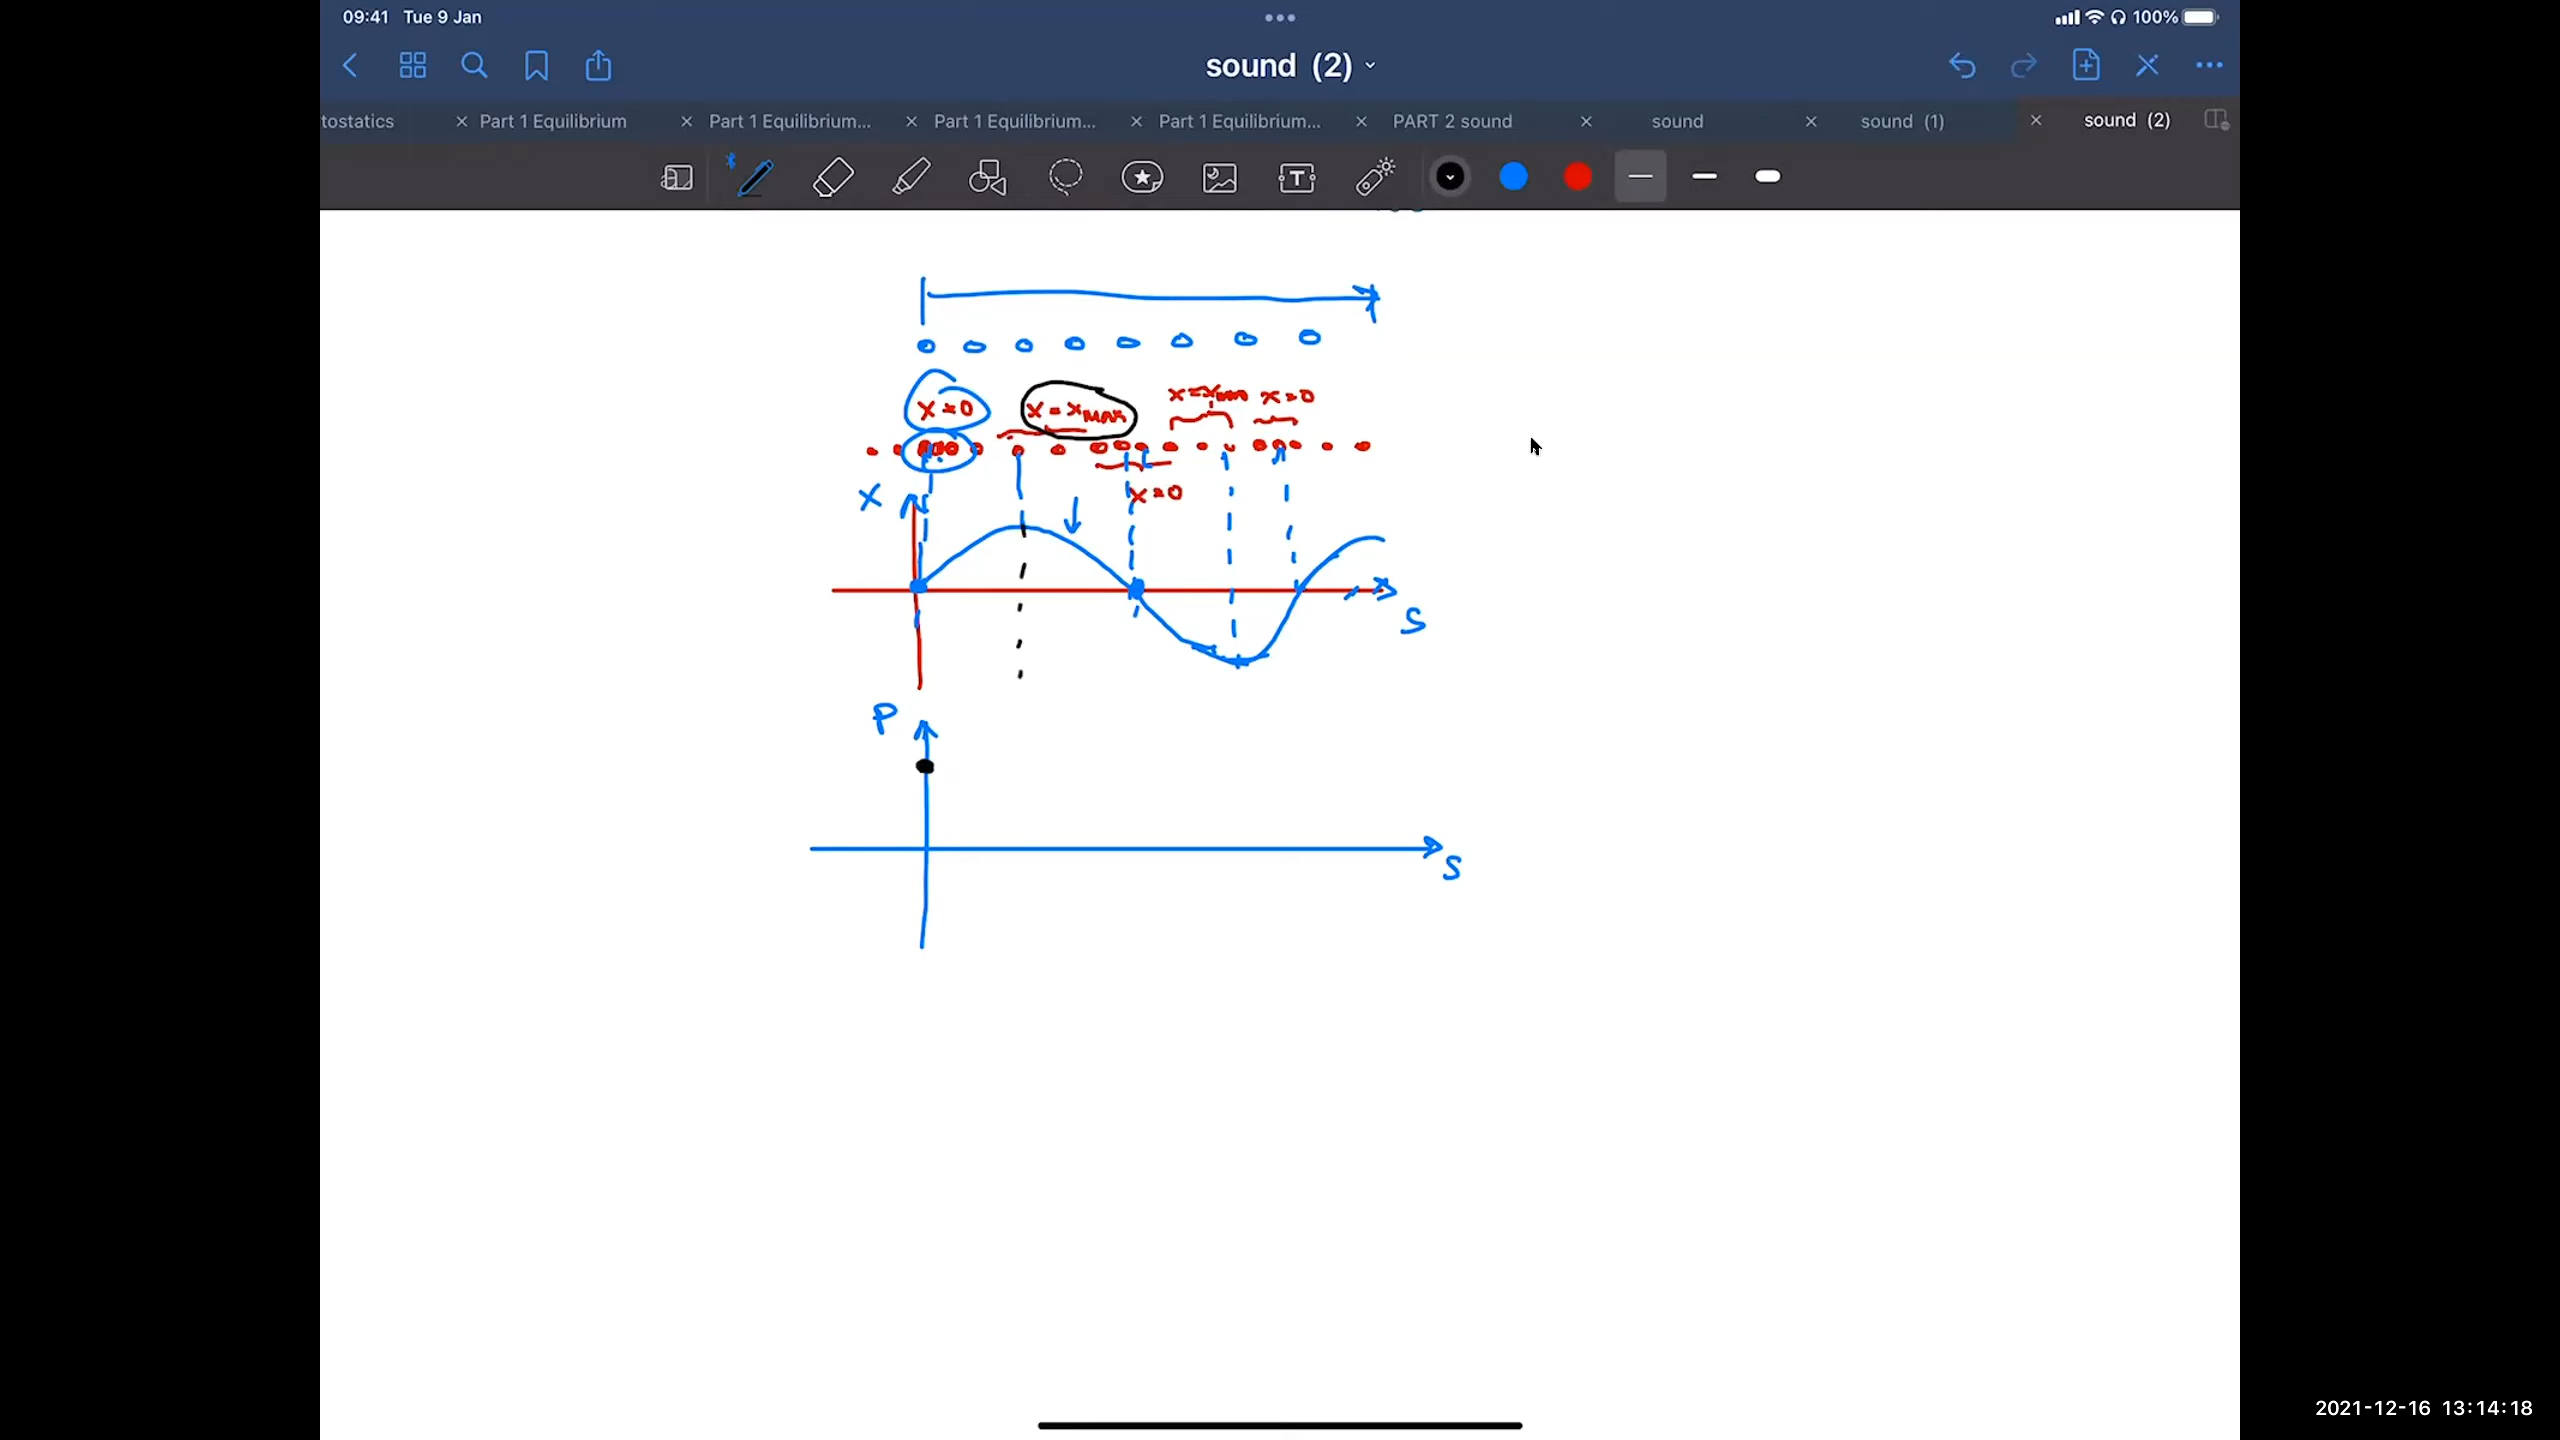 09:41 Tue 9 Jan
100%
sound (2)
tostatics
Part 1 Equilibrium
Part 1 Equilibrium...
Part 1 Equilibrium...
Part 1 Equilibrium...
PART 2 sound
sound
sound (1)
sound (2)
T
x=0 x=xMAX x=xmin x=0
x=0
X
S
P
S
2021-12-16 13:14:18